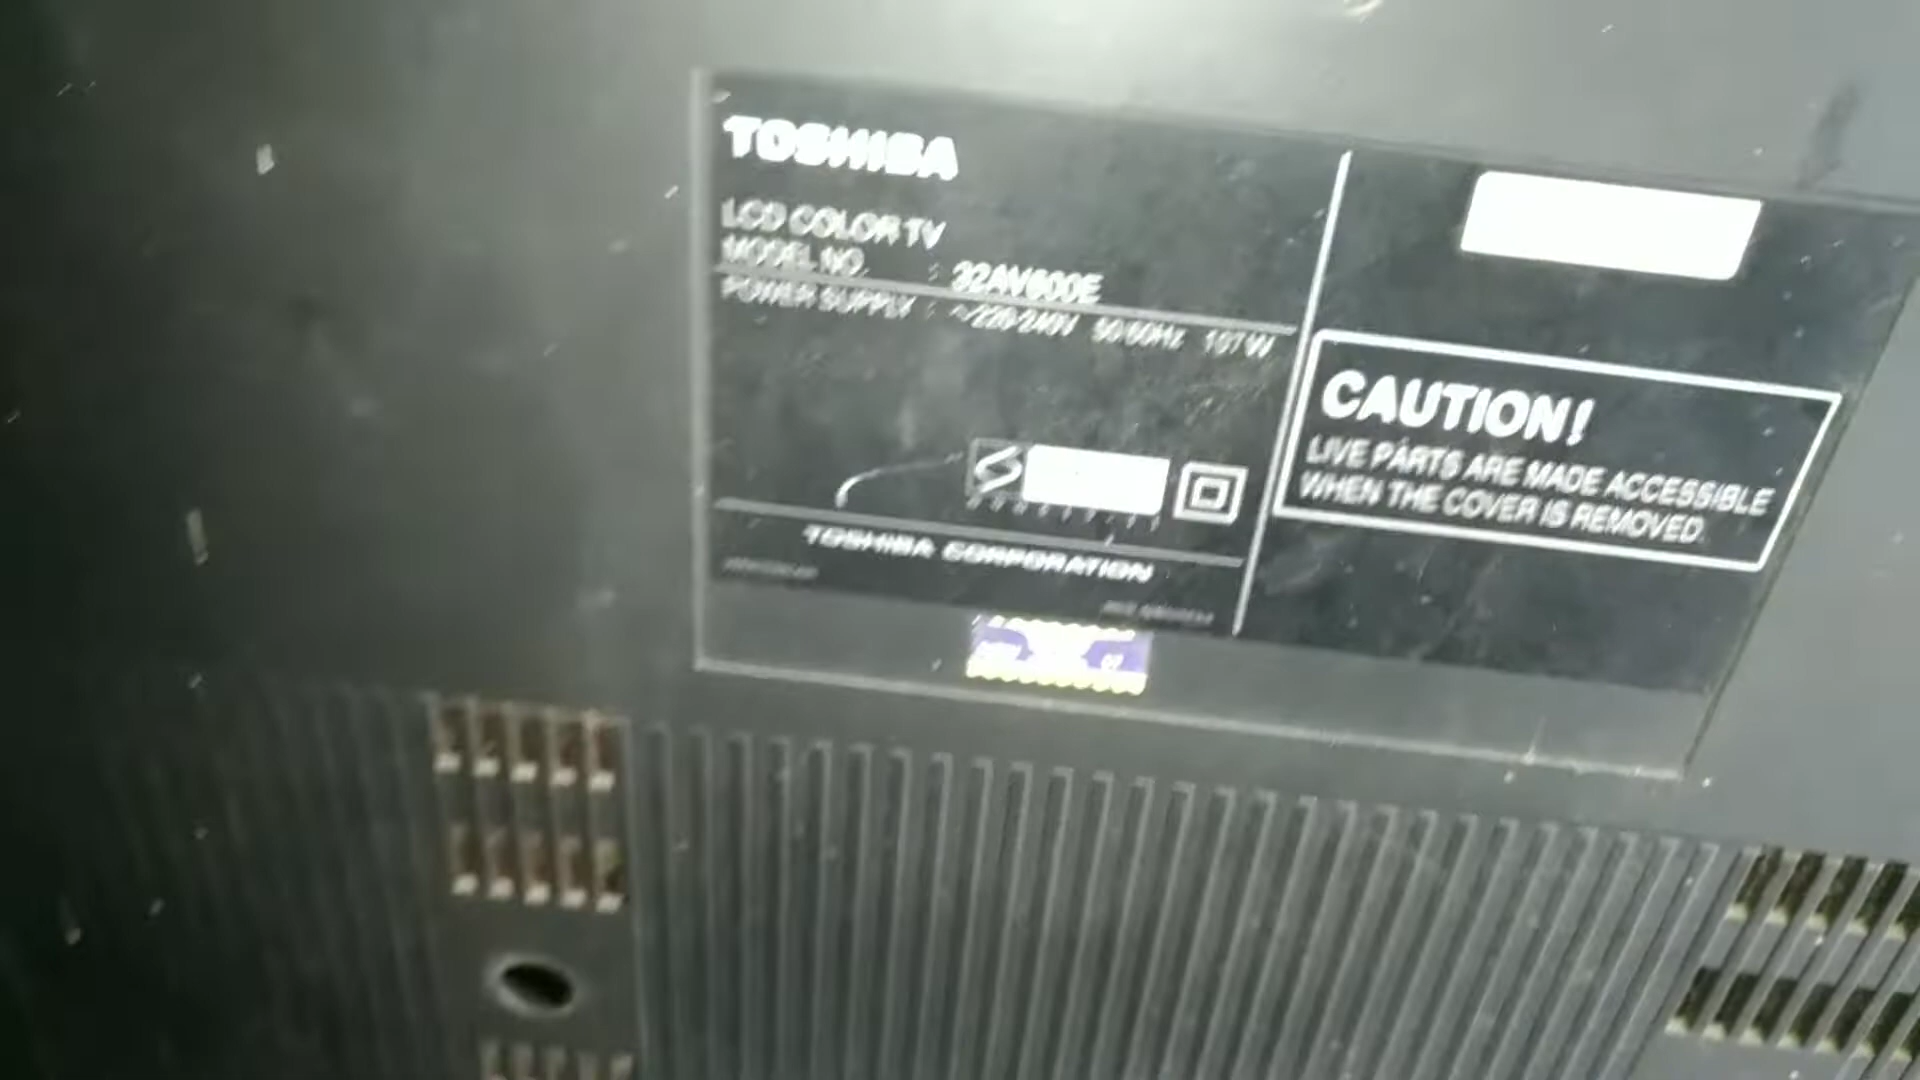 TOSHIBA
LCD COLOR TV
MODEL NO. : 32AV600E
POWER SUPPLY : ~220-240V 50/60Hz 107W
TOSHIBA CORPORATION
CAUTION!
LIVE PARTS ARE MADE ACCESSIBLE
WHEN THE COVER IS REMOVED.
07